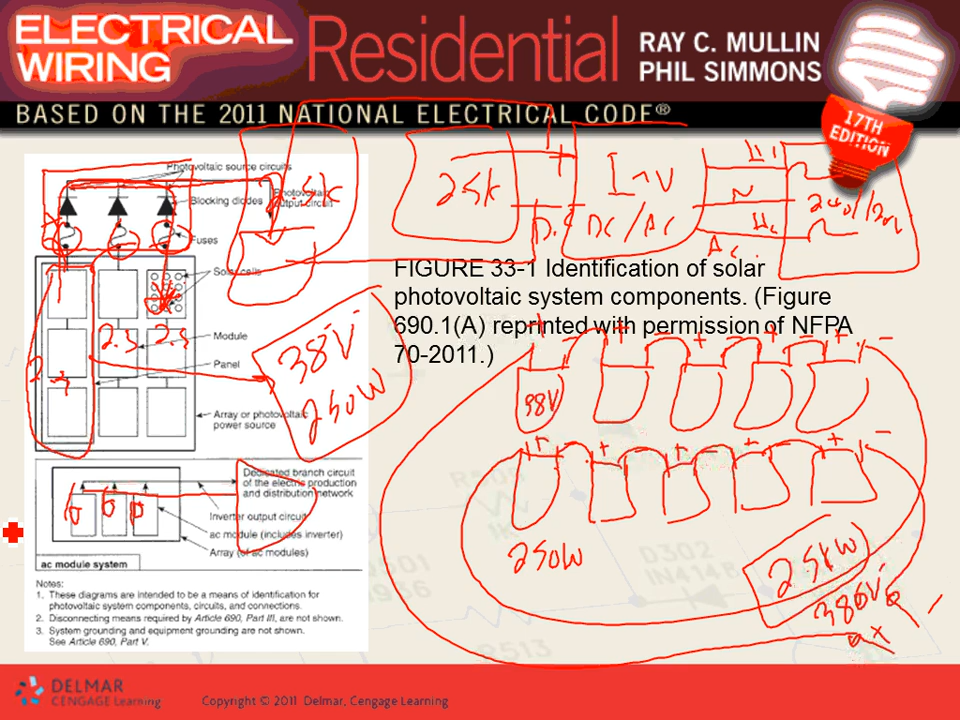 ELECTRICAL WIRING
Residential
RAY C. MULLIN
PHIL SIMMONS
BASED ON THE 2011 NATIONAL ELECTRICAL CODE®
17TH EDITION
Photovoltaic source circuits
Photovoltaic output circuit
Blocking diodes
Fuses
Solar cells
Module
Panel
Array or photovoltaic power source
2.5
2.5
38V
250W
25K
Inv
DC/AC
N
FIGURE 33-1 Identification of solar
photovoltaic system components. (Figure
690.1(A) reprinted with permission of NFPA
70-2011.)
+ + - + - + - + -
38V
+ - + + + + -
250W
25KW
Dedicated branch circuit
of the electric production
and distribution network
Inverter output circuit
ac module (includes inverter)
Array (of ac modules)
ac module system
Notes:
1. These diagrams are intended to be a means of identification for
photovoltaic system components, circuits, and connections.
2. Disconnecting means required by Article 690, Part III, are not shown.
3. System grounding and equipment grounding are not shown.
See Article 690, Part V.
DELMAR
CENGAGE Learning
Copyright © 2011 Delmar, Cengage Learning